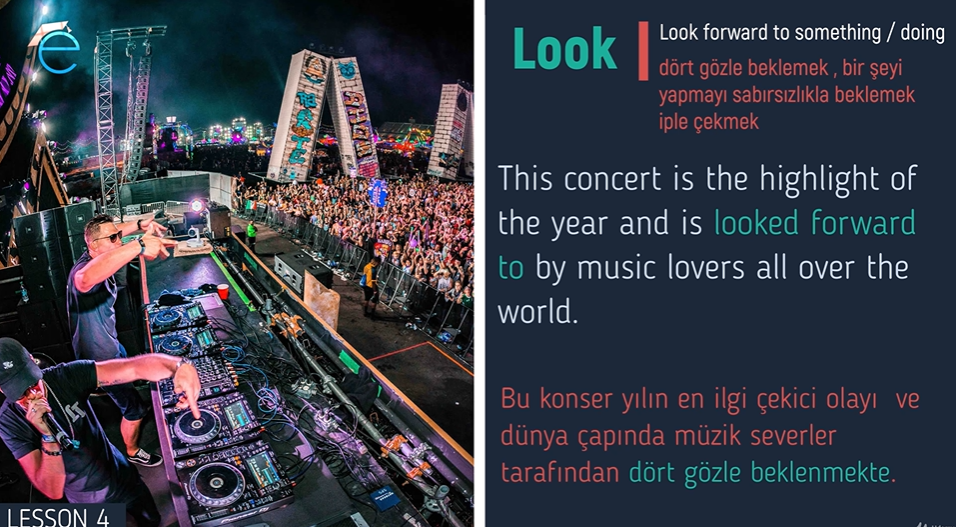 è
LESSON 4
Look
Look forward to something / doing
dört gözle beklemek , bir şeyi
yapmayı sabırsızlıkla beklemek
iple çekmek
This concert is the highlight of
the year and is looked forward
to by music lovers all over the
world.
Bu konser yılın en ilgi çekici olayı ve
dünya çapında müzik severler
tarafından dört gözle beklenmekte.